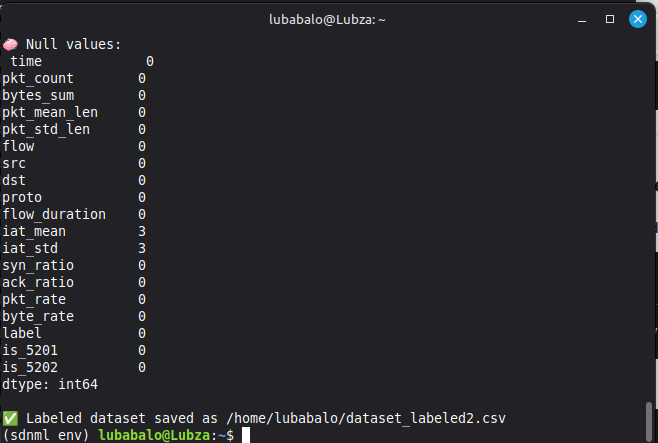 lubabalo@Lubza: ~
🧼 Null values:
time 0
pkt_count 0
bytes_sum 0
pkt_mean_len 0
pkt_std_len 0
flow 0
src 0
dst 0
proto 0
flow_duration 0
iat_mean 3
iat_std 3
syn_ratio 0
ack_ratio 0
pkt_rate 0
byte_rate 0
label 0
is_5201 0
is_5202 0
dtype: int64
✅ Labeled dataset saved as /home/lubabalo/dataset_labeled2.csv
(sdnml env) lubabalo@Lubza:~$